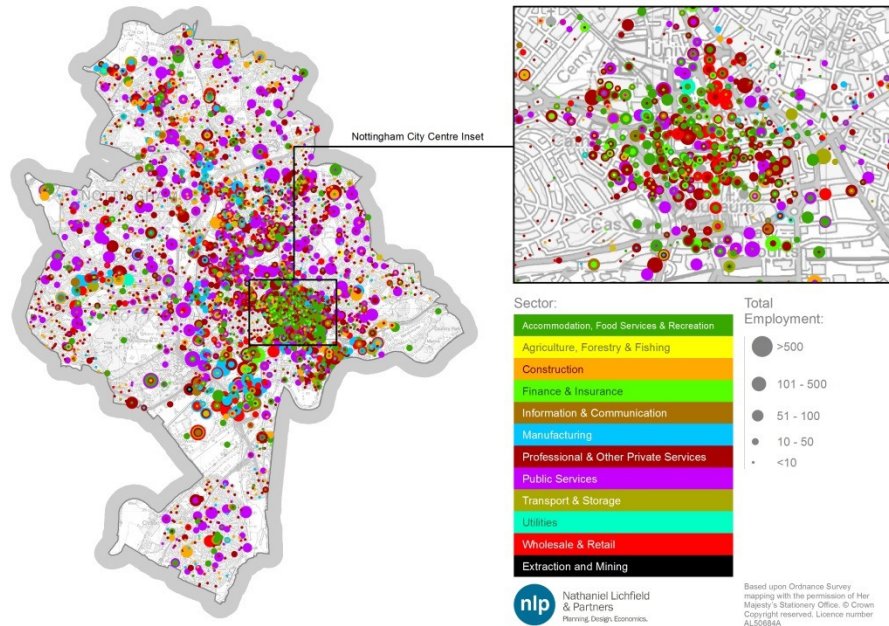 Nottingham City Centre Inset
Sector:
Accommodation, Food Services & Recreation
Agriculture, Forestry & Fishing
Construction
Finance & Insurance
Information & Communication
Manufacturing
Professional & Other Private Services
Public Services
Transport & Storage
Utilities
Wholesale & Retail
Extraction and Mining
Total
Employment:
>500
101 - 500
51 - 100
10 - 50
<10
nlp
Nathaniel Lichfield
& Partners
Planning. Design. Economics.
Based upon Ordnance Survey
mapping with the permission of Her
Majesty's Stationery Office. © Crown
Copyright reserved. Licence number
AL50684A